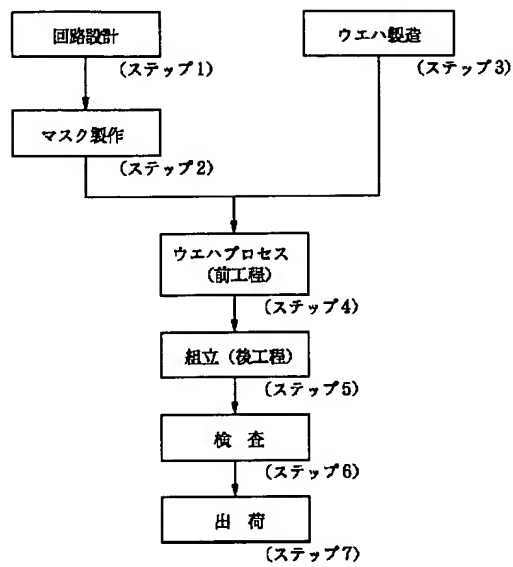 回路設計
(ステップ1)
ウエハ製造
(ステップ3)
マスク製作
(ステップ2)
ウエハプロセス
(前工程)
(ステップ4)
組立(後工程)
(ステップ5)
検 査
(ステップ6)
出 荷
(ステップ7)